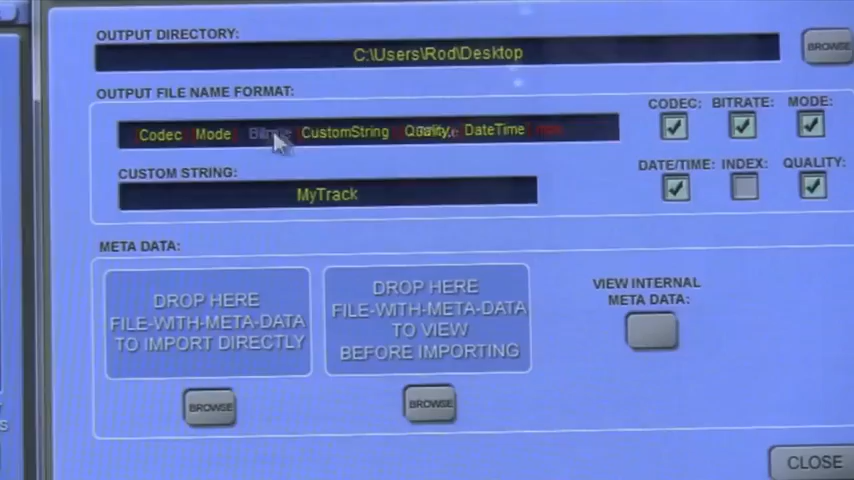 OUTPUT DIRECTORY:
C:\Users\Rod\Desktop
BROWSE
OUTPUT FILE NAME FORMAT:
CODEC: BITRATE: MODE:
Codec Mode Bitrate CustomString Quality DateTime
DATE/TIME: INDEX: QUALITY:
CUSTOM STRING:
MyTrack
META DATA:
DROP HERE
FILE-WITH-META-DATA
TO IMPORT DIRECTLY
BROWSE
DROP HERE
FILE-WITH-META-DATA
TO VIEW
BEFORE IMPORTING
BROWSE
VIEW INTERNAL
META DATA:
CLOSE